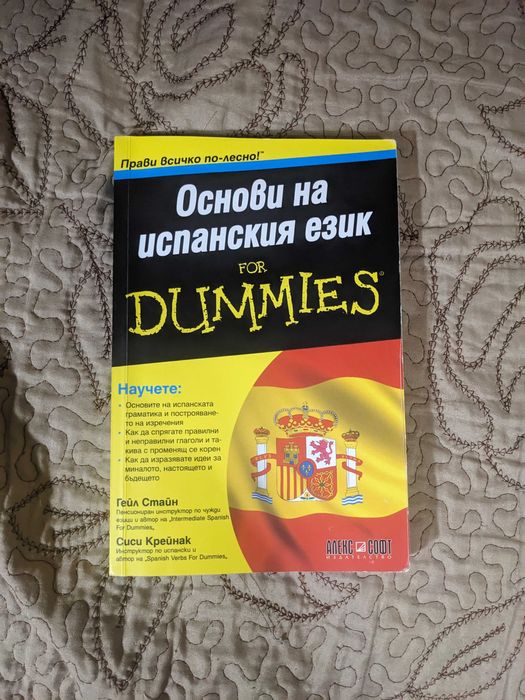 Прави всичко по-лесно!™
Основи на
испанския език
FOR
DUMMIES®
Научете:
• Основите на испанската
граматика и построяване-
то на изречения
• Как да спрягате правилни
и неправилни глаголи и та-
кива с променящ се корен
• Как да изразявате идеи за
миналото, настоящето и
бъдещето
Гейл Стайн
Пенсиониран инструктор по чужди
езици и автор на „Intermediate Spanish
For Dummies„
Сиси Крейнак
Инструктор по испански и
автор на „Spanish Verbs For Dummies„
АЛЕКС СОФТ
ИЗДАТЕЛСТВО